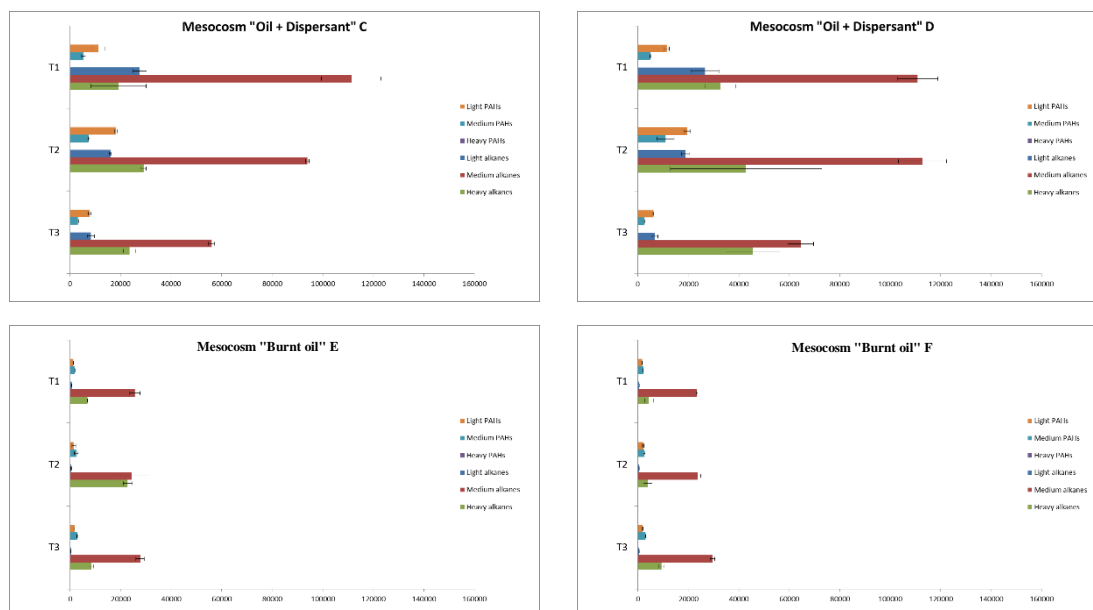 Mesocosm "Oil + Dispersant" C
T1
T2
T3
Light PAHs
Medium PAHs
Heavy PAHs
Light alkanes
Medium alkanes
Heavy alkanes
0 20000 40000 60000 80000 100000 120000 140000 160000
Mesocosm "Oil + Dispersant" D
T1
T2
T3
Light PAHs
Medium PAHs
Heavy PAHs
Light alkanes
Medium alkanes
Heavy alkanes
0 20000 40000 60000 80000 100000 120000 140000 160000
Mesocosm "Burnt oil" E
T1
T2
T3
Light PAHs
Medium PAHs
Heavy PAHs
Light alkanes
Medium alkanes
Heavy alkanes
0 20000 40000 60000 80000 100000 120000 140000 160000
Mesocosm "Burnt oil" F
T1
T2
T3
Light PAHs
Medium PAHs
Heavy PAHs
Light alkanes
Medium alkanes
Heavy alkanes
0 20000 40000 60000 80000 100000 120000 140000 160000